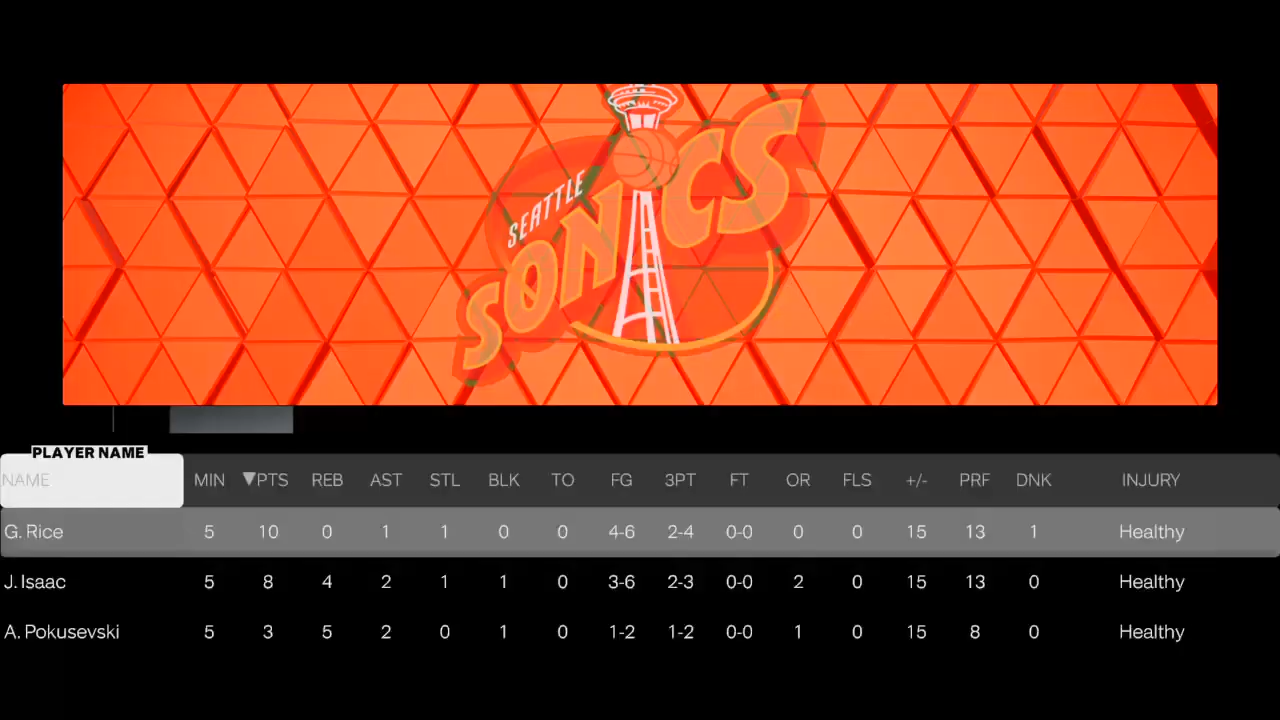 SEATTLE
SONICS
PLAYER NAME
NAME MIN ▼PTS REB AST STL BLK TO FG 3PT FT OR FLS +/- PRF DNK INJURY
G. Rice 5 10 0 1 1 0 0 4-6 2-4 0-0 0 0 15 13 1 Healthy
J. Isaac 5 8 4 2 1 1 0 3-6 2-3 0-0 2 0 15 13 0 Healthy
A. Pokusevski 5 3 5 2 0 1 0 1-2 1-2 0-0 1 0 15 8 0 Healthy